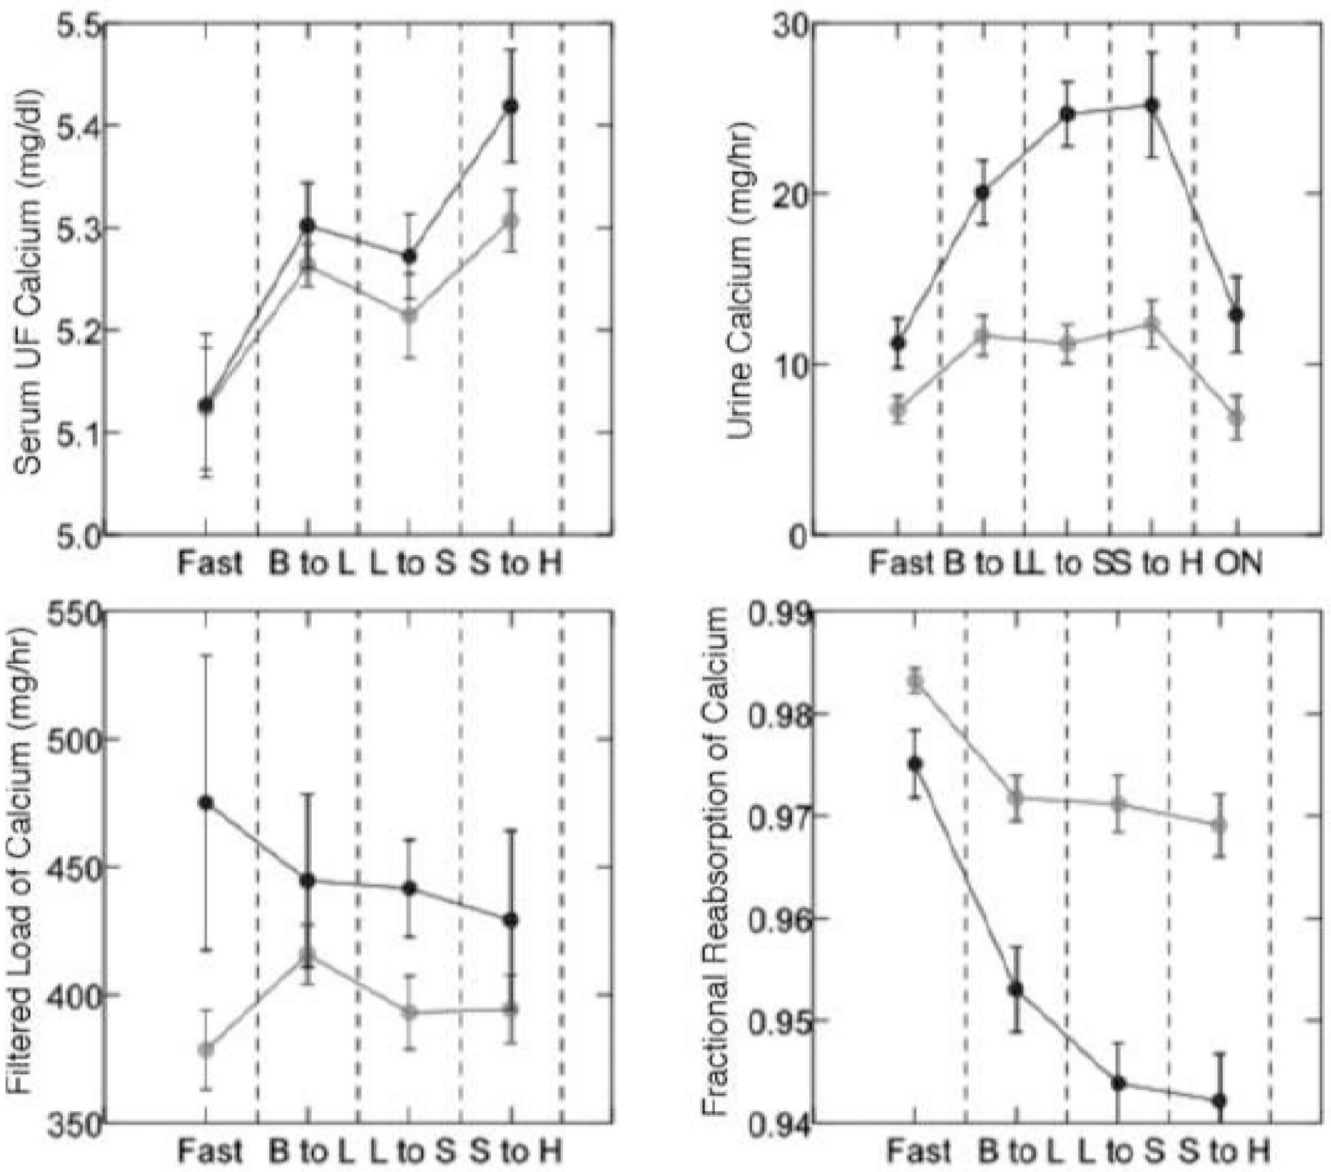 Serum UF Calcium (mg/dl)
5.5
5.4
5.3
5.2
5.1
5.0
Fast B to L L to S S to H
Urine Calcium (mg/hr)
30
20
10
0
Fast B to LL to SS to H ON
Filtered Load of Calcium (mg/hr)
550
500
450
400
350
Fast B to L L to S S to H
Fractional Reabsorption of Calcium
0.99
0.98
0.97
0.96
0.95
0.94
Fast B to L L to S S to H